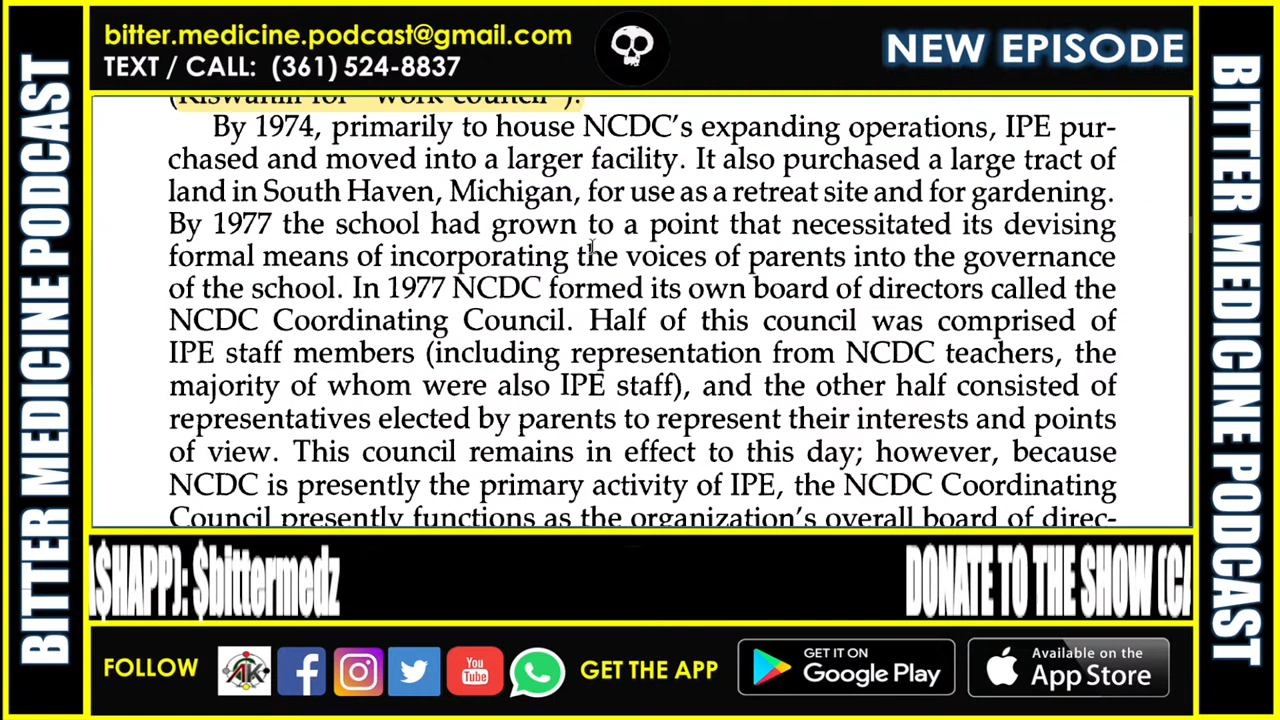 bitter.medicine.podcast@gmail.com
TEXT / CALL: (361) 524-8837
NEW EPISODE
BITTER MEDICINE PODCAST
(Kiswahili for "work council").
By 1974, primarily to house NCDC's expanding operations, IPE pur-
chased and moved into a larger facility. It also purchased a large tract of
land in South Haven, Michigan, for use as a retreat site and for gardening.
By 1977 the school had grown to a point that necessitated its devising
formal means of incorporating the voices of parents into the governance
of the school. In 1977 NCDC formed its own board of directors called the
NCDC Coordinating Council. Half of this council was comprised of
IPE staff members (including representation from NCDC teachers, the
majority of whom were also IPE staff), and the other half consisted of
representatives elected by parents to represent their interests and points
of view. This council remains in effect to this day; however, because
NCDC is presently the primary activity of IPE, the NCDC Coordinating
Council presently functions as the organization's overall board of direc-
BITTER MEDICINE PODCAST
$HAPP): $bittermedz
DONATE TO THE SHOW (CA
FOLLOW
You
Tube
GET THE APP
GET IT ON
Google Play
Available on the
App Store